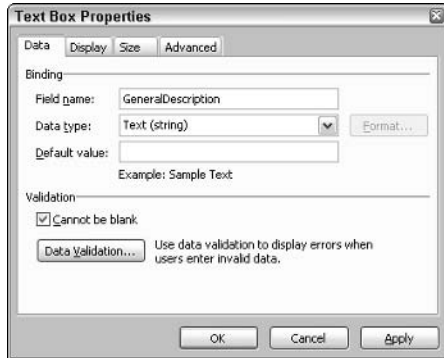 Text Box Properties
Data Display Size Advanced
Binding
Field name: GeneralDescription
Data type: Text (string) Format...
Default value:
Example: Sample Text
Validation
Cannot be blank
Data Validation... Use data validation to display errors when
users enter invalid data.
OK Cancel Apply